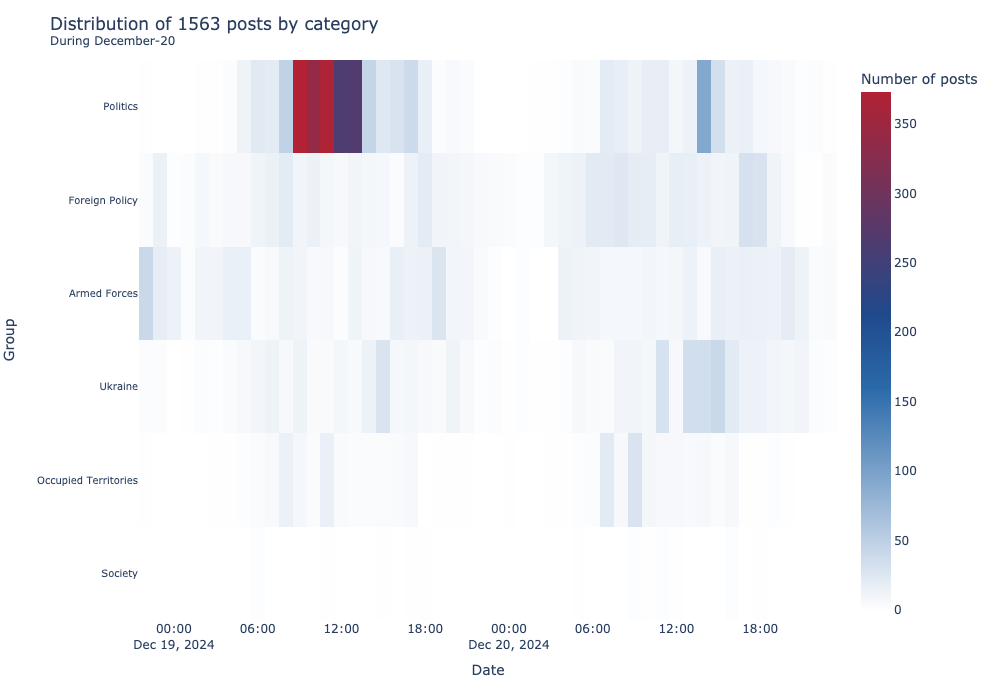 Distribution of 1563 posts by category
During December-20
Number of posts
Politics
Foreign Policy
Armed Forces
Ukraine
Occupied Territories
Society
Group
350
300
250
200
150
100
50
0
00:00 06:00 12:00 18:00 00:00 06:00 12:00 18:00
Dec 19, 2024 Dec 20, 2024
Date